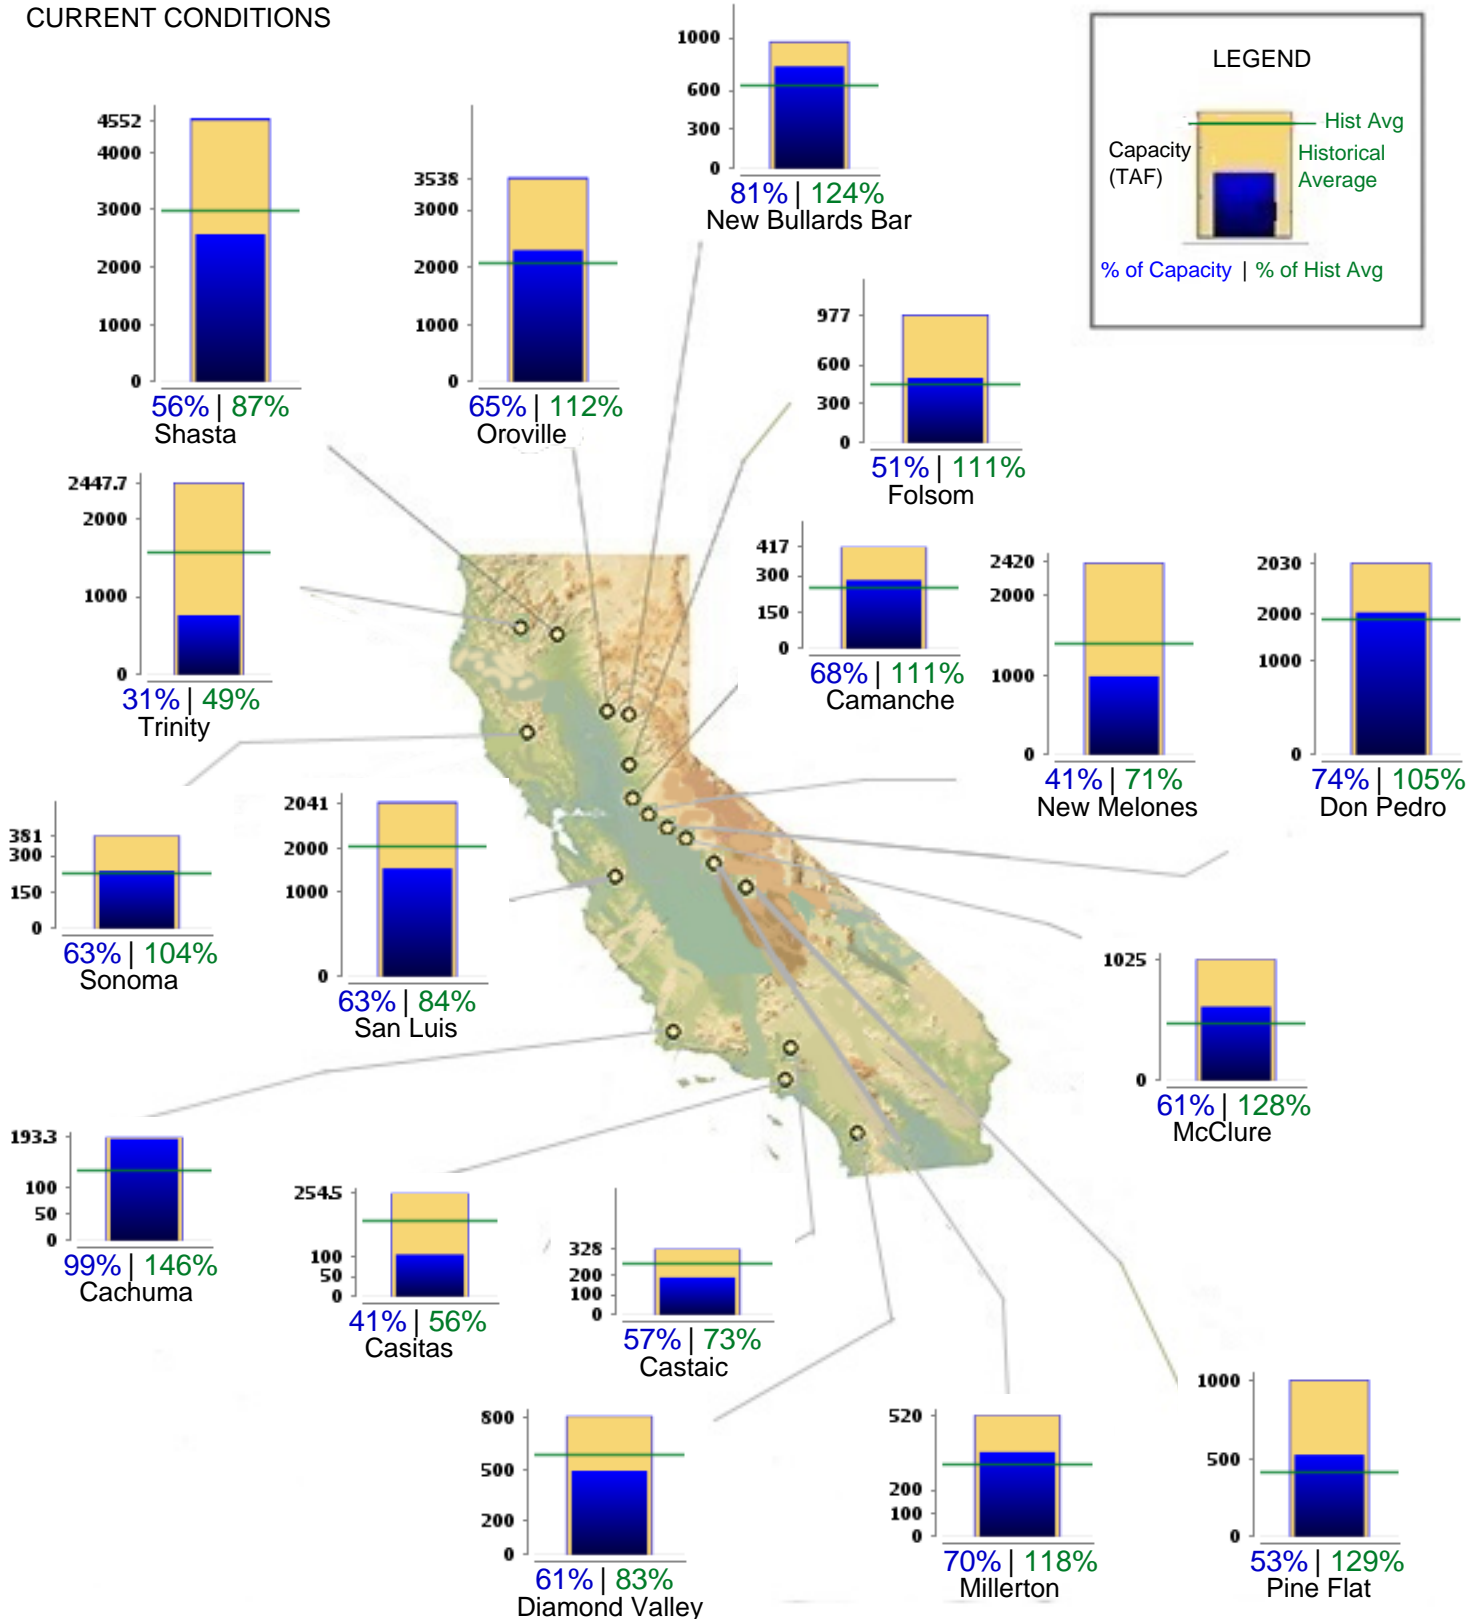 CURRENT CONDITIONS
LEGEND
Hist Avg
Capacity
(TAF)
Historical
Average
% of Capacity | % of Hist Avg
1000
600
300
0
81% | 124%
New Bullards Bar
4552
4000
3000
2000
1000
0
56% | 87%
Shasta
3538
3000
2000
1000
0
65% | 112%
Oroville
977
600
300
0
51% | 111%
Folsom
2447.7
2000
1000
0
31% | 49%
Trinity
417
300
150
0
68% | 111%
Camanche
2420
2000
1000
0
41% | 71%
New Melones
2030
2000
1000
0
74% | 105%
Don Pedro
381
300
150
0
63% | 104%
Sonoma
2041
2000
1000
0
63% | 84%
San Luis
1025
0
61% | 128%
McClure
193.3
100
50
0
99% | 146%
Cachuma
254.5
100
50
0
41% | 56%
Casitas
328
200
100
0
57% | 73%
Castaic
800
500
200
0
61% | 83%
Diamond Valley
520
200
100
0
70% | 118%
Millerton
1000
500
0
53% | 129%
Pine Flat